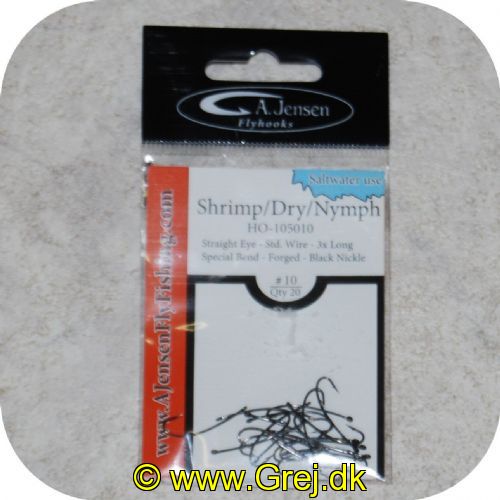 A. Jensen
Flyhooks
Saltwater use
Shrimp/Dry/Nymph
HO-105010
Straight Eye - Std. Wire - 3x Long
Special Bend - Forged - Black Nickle
#10
Qty 20
www.AJensenFlyFishing.com
© www.Grej.dk